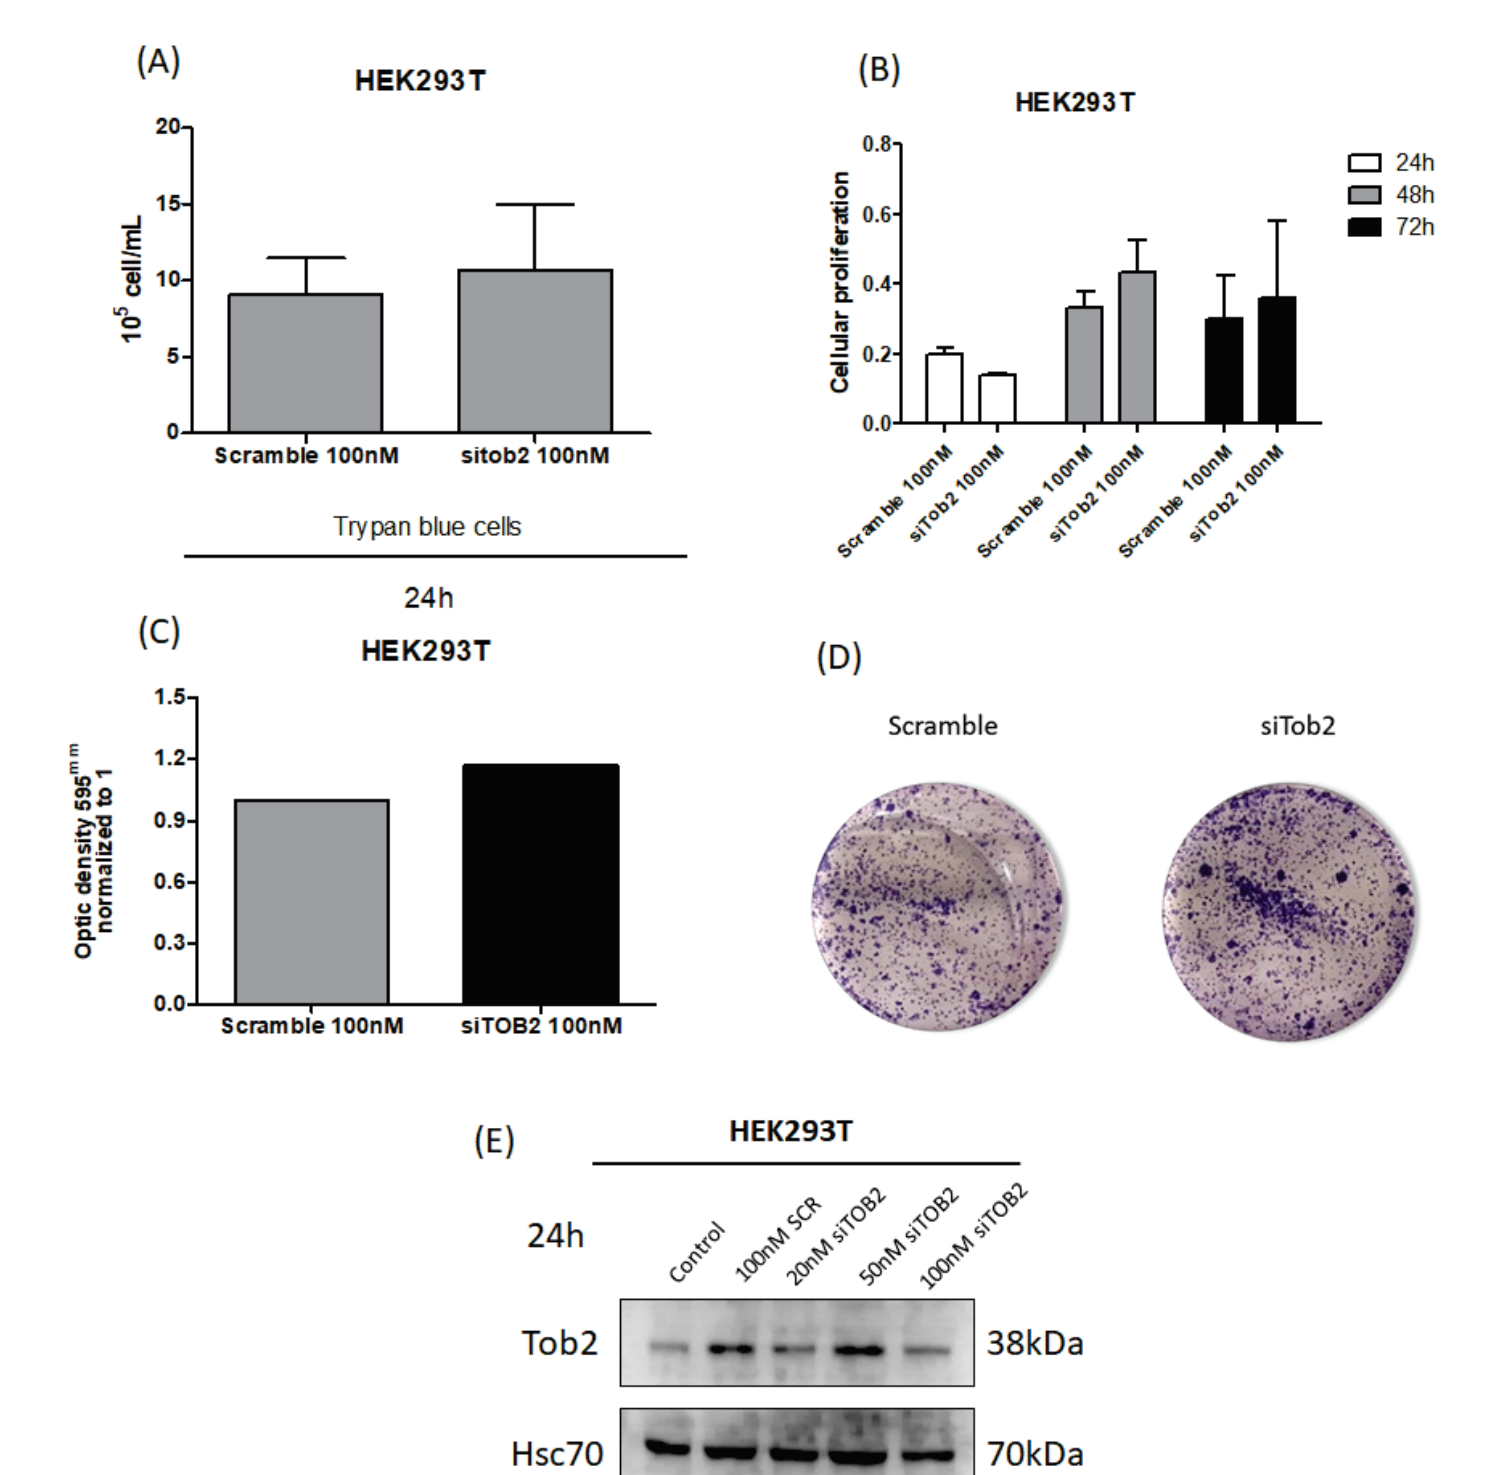 (A)
HEK293T
20
15
10
5
0
10⁵ cell/mL
Scramble 100nM
sitob2 100nM
Trypan blue cells
24h
(B)
HEK293T
0.8
0.6
0.4
0.2
0.0
Cellular proliferation
24h
48h
72h
Scramble 100nM
siTob2 100nM
Scramble 100nM
siTob2 100nM
Scramble 100nM
siTob2 100nM
(C)
HEK293T
1.5
1.2
0.9
0.6
0.3
0.0
Optic density 595ᵐᵐ
normalized to 1
Scramble 100nM
siTOB2 100nM
(D)
Scramble
siTob2
(E)
HEK293T
24h
Control
100nM SCR
20nM siTOB2
50nM siTOB2
100nM siTOB2
Tob2
38kDa
Hsc70
70kDa